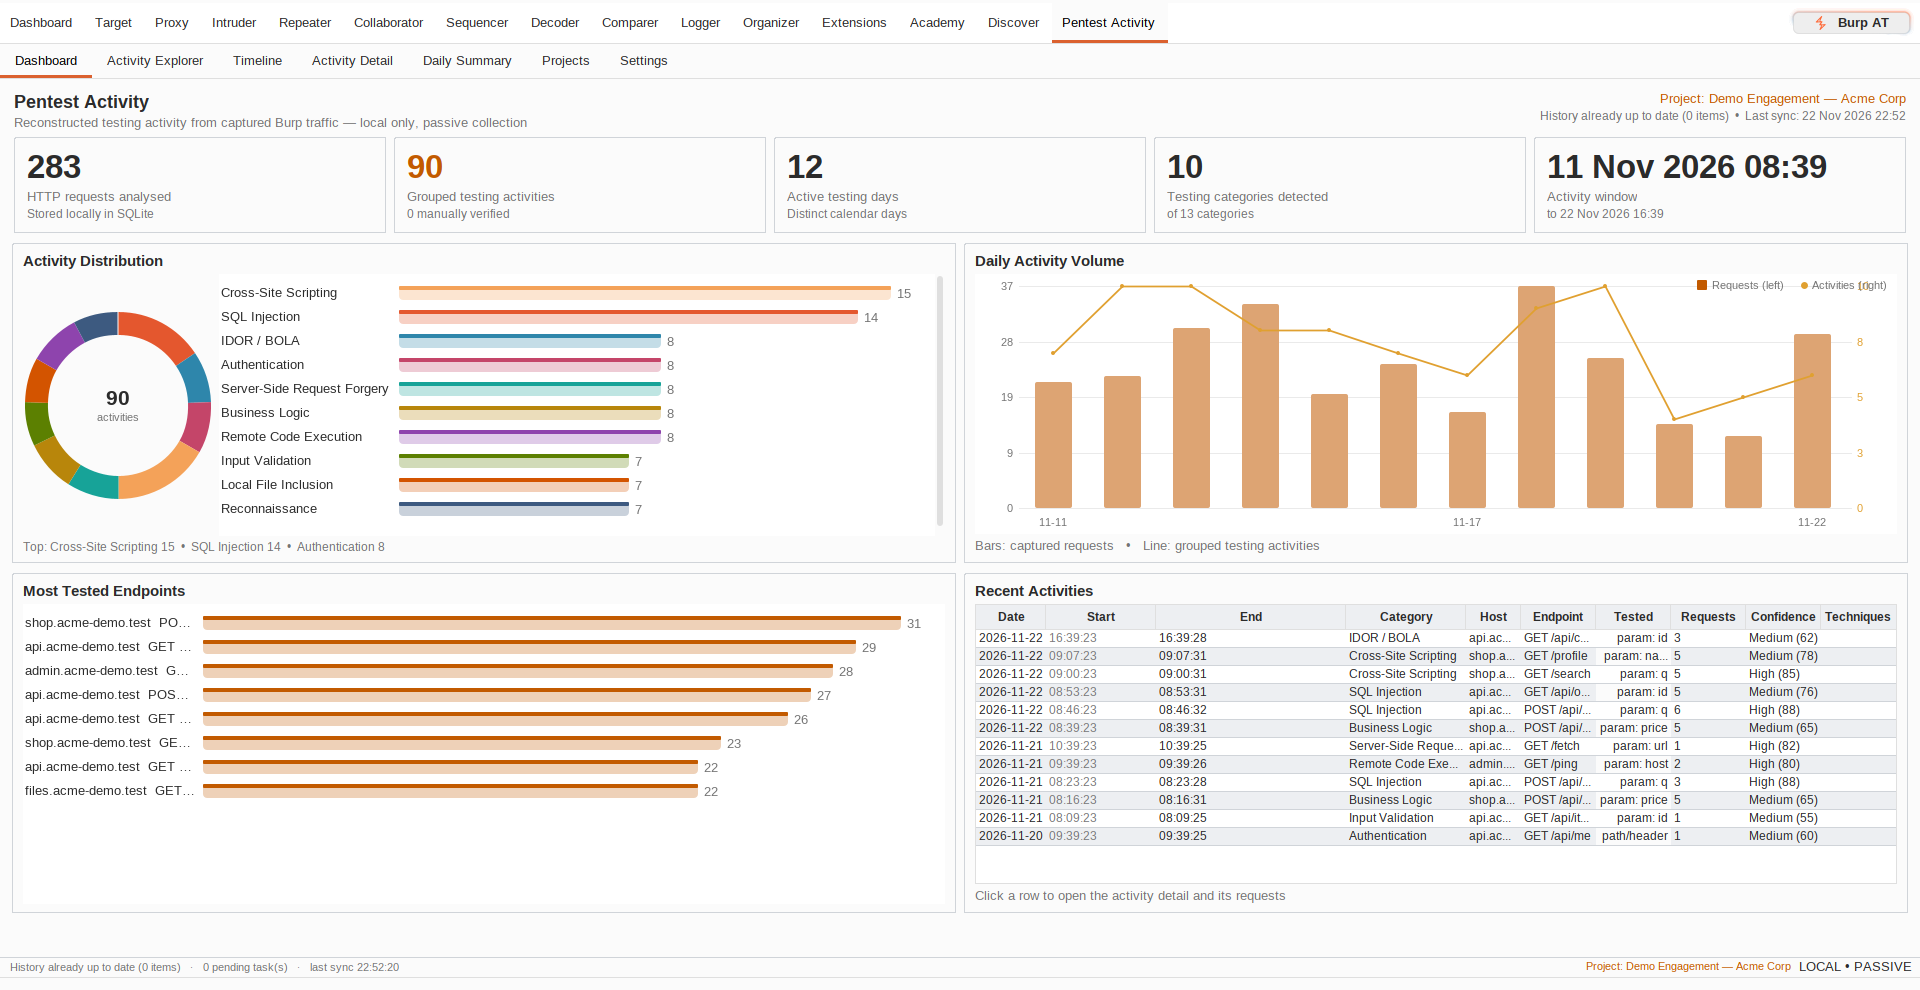 Dashboard Target Proxy Intruder Repeater Collaborator Sequencer Decoder Comparer Logger Organizer Extensions Academy Discover Pentest Activity Burp AT
Dashboard Activity Explorer Timeline Activity Detail Daily Summary Projects Settings
Pentest Activity
Reconstructed testing activity from captured Burp traffic — local only, passive collection
Project: Demo Engagement — Acme Corp
History already up to date (0 items) • Last sync: 22 Nov 2026 22:52
283
HTTP requests analysed
Stored locally in SQLite
90
Grouped testing activities
0 manually verified
12
Active testing days
Distinct calendar days
10
Testing categories detected
of 13 categories
11 Nov 2026 08:39
Activity window
to 22 Nov 2026 16:39
Activity Distribution
90
activities
Cross-Site Scripting 15
SQL Injection 14
IDOR / BOLA 8
Authentication 8
Server-Side Request Forgery 8
Business Logic 8
Remote Code Execution 8
Input Validation 7
Local File Inclusion 7
Reconnaissance 7
Top: Cross-Site Scripting 15 • SQL Injection 14 • Authentication 8
Daily Activity Volume
Requests (left) Activities (right)
37
28 8
19 5
9 3
0 0
11-11 11-17 11-22
Bars: captured requests • Line: grouped testing activities
Most Tested Endpoints
shop.acme-demo.test PO... 31
api.acme-demo.test GET ... 29
admin.acme-demo.test G... 28
api.acme-demo.test POS... 27
api.acme-demo.test GET ... 26
shop.acme-demo.test GE... 23
api.acme-demo.test GET ... 22
files.acme-demo.test GET... 22
Recent Activities
Date Start End Category Host Endpoint Tested Requests Confidence Techniques
2026-11-22 16:39:23 16:39:28 IDOR / BOLA api.ac... GET /api/c... param: id 3 Medium (62)
2026-11-22 09:07:23 09:07:31 Cross-Site Scripting shop.a... GET /profile param: na... 5 Medium (78)
2026-11-22 09:00:23 09:00:31 Cross-Site Scripting shop.a... GET /search param: q 5 High (85)
2026-11-22 08:53:23 08:53:31 SQL Injection api.ac... GET /api/o... param: id 5 Medium (76)
2026-11-22 08:46:23 08:46:32 SQL Injection api.ac... POST /api/... param: q 6 High (88)
2026-11-22 08:39:23 08:39:31 Business Logic shop.a... POST /api/... param: price 5 Medium (65)
2026-11-21 10:39:23 10:39:25 Server-Side Reque... api.ac... GET /fetch param: url 1 High (82)
2026-11-21 09:39:23 09:39:26 Remote Code Exe... admin.... GET /ping param: host 2 High (80)
2026-11-21 08:23:23 08:23:28 SQL Injection api.ac... POST /api/... param: q 3 High (88)
2026-11-21 08:16:23 08:16:31 Business Logic shop.a... POST /api/... param: price 5 Medium (65)
2026-11-21 08:09:23 08:09:25 Input Validation api.ac... GET /api/it... param: id 1 Medium (55)
2026-11-20 09:39:23 09:39:25 Authentication api.ac... GET /api/me path/header 1 Medium (60)
Click a row to open the activity detail and its requests
History already up to date (0 items) · 0 pending task(s) · last sync 22:52:20
Project: Demo Engagement — Acme Corp LOCAL • PASSIVE